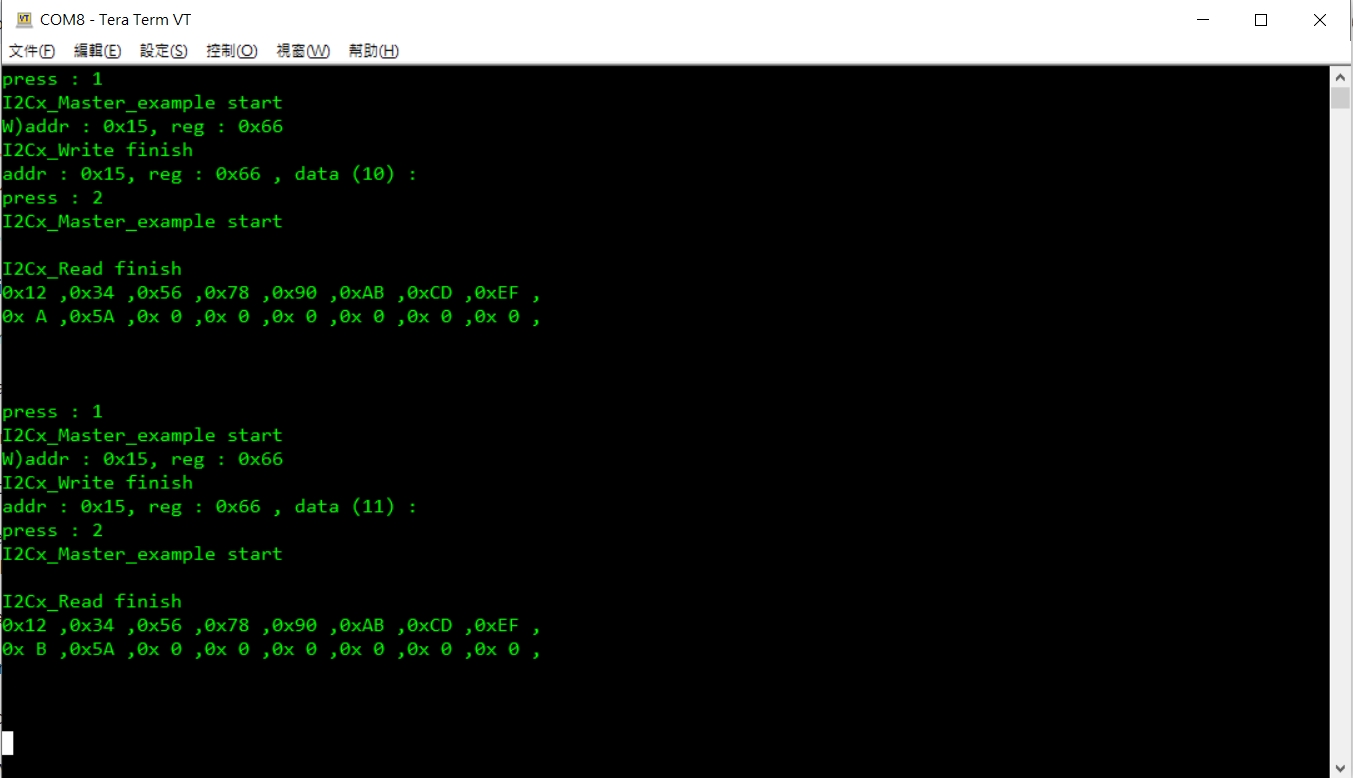 COM8 - Tera Term VT
文件(F) 編輯(E) 設定(S) 控制(O) 視窗(W) 幫助(H)
press : 1
I2Cx_Master_example start
W)addr : 0x15, reg : 0x66
I2Cx_Write finish
addr : 0x15, reg : 0x66 , data (10) :
press : 2
I2Cx_Master_example start
I2Cx_Read finish
0x12 ,0x34 ,0x56 ,0x78 ,0x90 ,0xAB ,0xCD ,0xEF ,
0x A ,0x5A ,0x 0 ,0x 0 ,0x 0 ,0x 0 ,0x 0 ,0x 0 ,
press : 1
I2Cx_Master_example start
W)addr : 0x15, reg : 0x66
I2Cx_Write finish
addr : 0x15, reg : 0x66 , data (11) :
press : 2
I2Cx_Master_example start
I2Cx_Read finish
0x12 ,0x34 ,0x56 ,0x78 ,0x90 ,0xAB ,0xCD ,0xEF ,
0x B ,0x5A ,0x 0 ,0x 0 ,0x 0 ,0x 0 ,0x 0 ,0x 0 ,